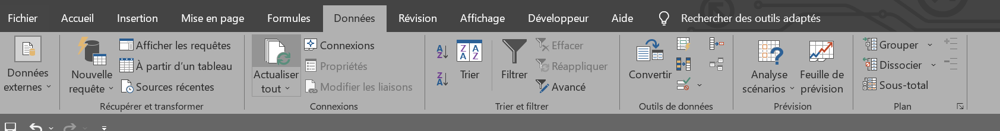 Fichier Accueil Insertion Mise en page Formules Données Révision Affichage Développeur Aide Rechercher des outils adaptés
Données
externes
Nouvelle
requête
Afficher les requêtes
À partir d'un tableau
Sources récentes
Récupérer et transformer
Actualiser
tout
Connexions
Propriétés
Modifier les liaisons
Connexions
Trier
Filtrer
Effacer
Réappliquer
Avancé
Trier et filtrer
Convertir
Outils de données
Analyse
scénarios
Feuille de
prévision
Prévision
Grouper
Dissocier
Sous-total
Plan